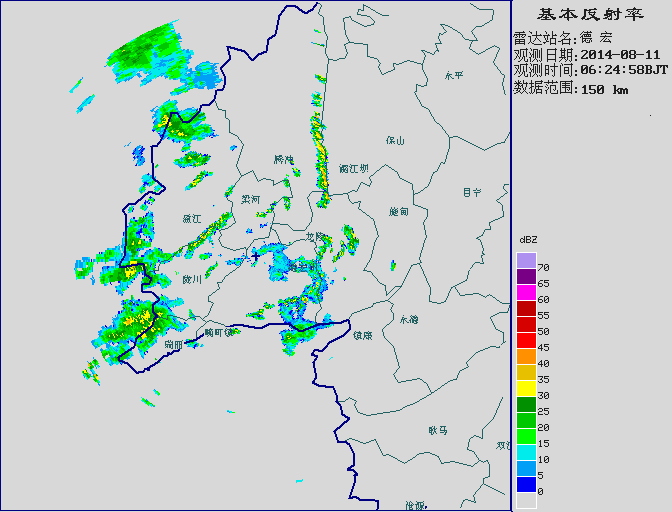 基本反射率
雷达站名:德 宏
观测日期:2014-08-11
观测时间:06:24:58BJT
数据范围:150 km
永平
保山
腾冲
潞江坝
昌宁
梁河
施甸
盈江
龙陵
陇川
永德
镇康
畹町镇
瑞丽
耿马
双江
沧源
dBZ
70
65
60
55
50
45
40
35
30
25
20
15
10
5
0